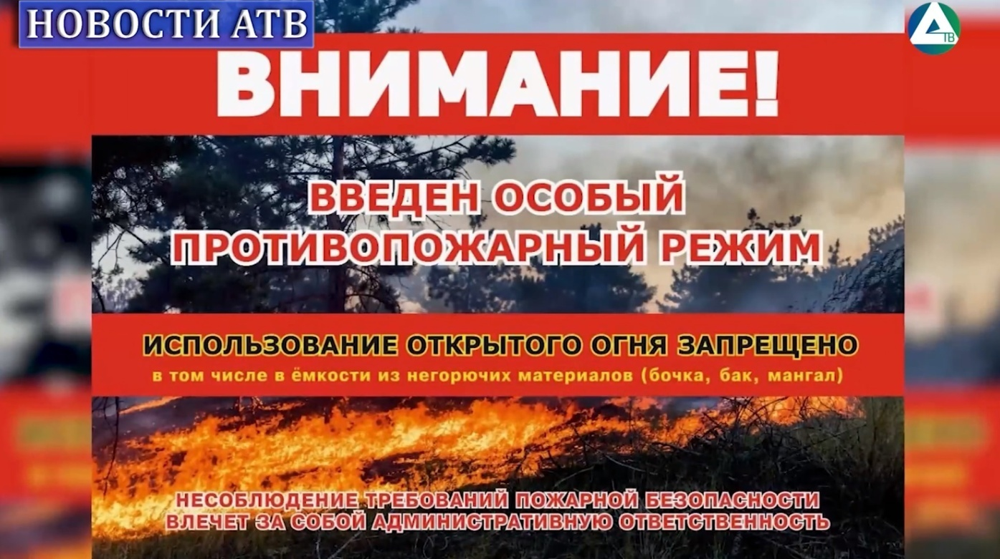 НОВОСТИ АТВ
ТВ
ВНИМАНИЕ!
ВВЕДЕН ОСОБЫЙ
ПРОТИВОПОЖАРНЫЙ РЕЖИМ
ИСПОЛЬЗОВАНИЕ ОТКРЫТОГО ОГНЯ ЗАПРЕЩЕНО
в том числе в ёмкости из негорючих материалов (бочка, бак, мангал)
НЕСОБЛЮДЕНИЕ ТРЕБОВАНИЙ ПОЖАРНОЙ БЕЗОПАСНОСТИ
ВЛЕЧЕТ ЗА СОБОЙ АДМИНИСТРАТИВНУЮ ОТВЕТСТВЕННОСТЬ